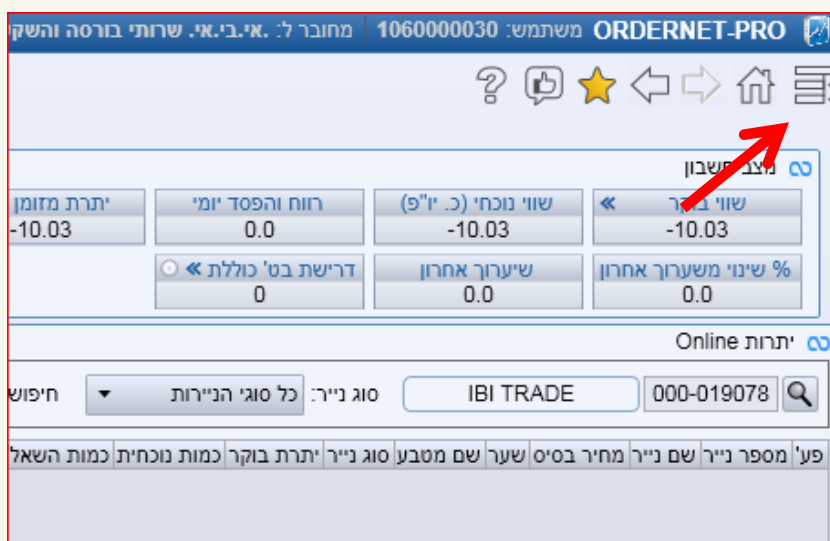 ORDERNET-PRO משתמש: 1060000030 מחובר ל: .אי.בי.אי. שרותי בורסה והשקי
מצב חשבון
שווי בוקר » שווי נוכחי (כ. יו"פ) רווח והפסד יומי יתרת מזומן
-10.03 -10.03 0.0 -10.03
% שינוי משערוך אחרון שיערוך אחרון דרישת בט' כוללת »
0.0 0.0 0
יתרות Online
000-019078 IBI TRADE סוג נייר: כל סוגי הניירות חיפוש
פע' מספר נייר שם נייר מחיר בסיס שער שם מטבע סוג נייר יתרת בוקר כמות נוכחית כמות השאל